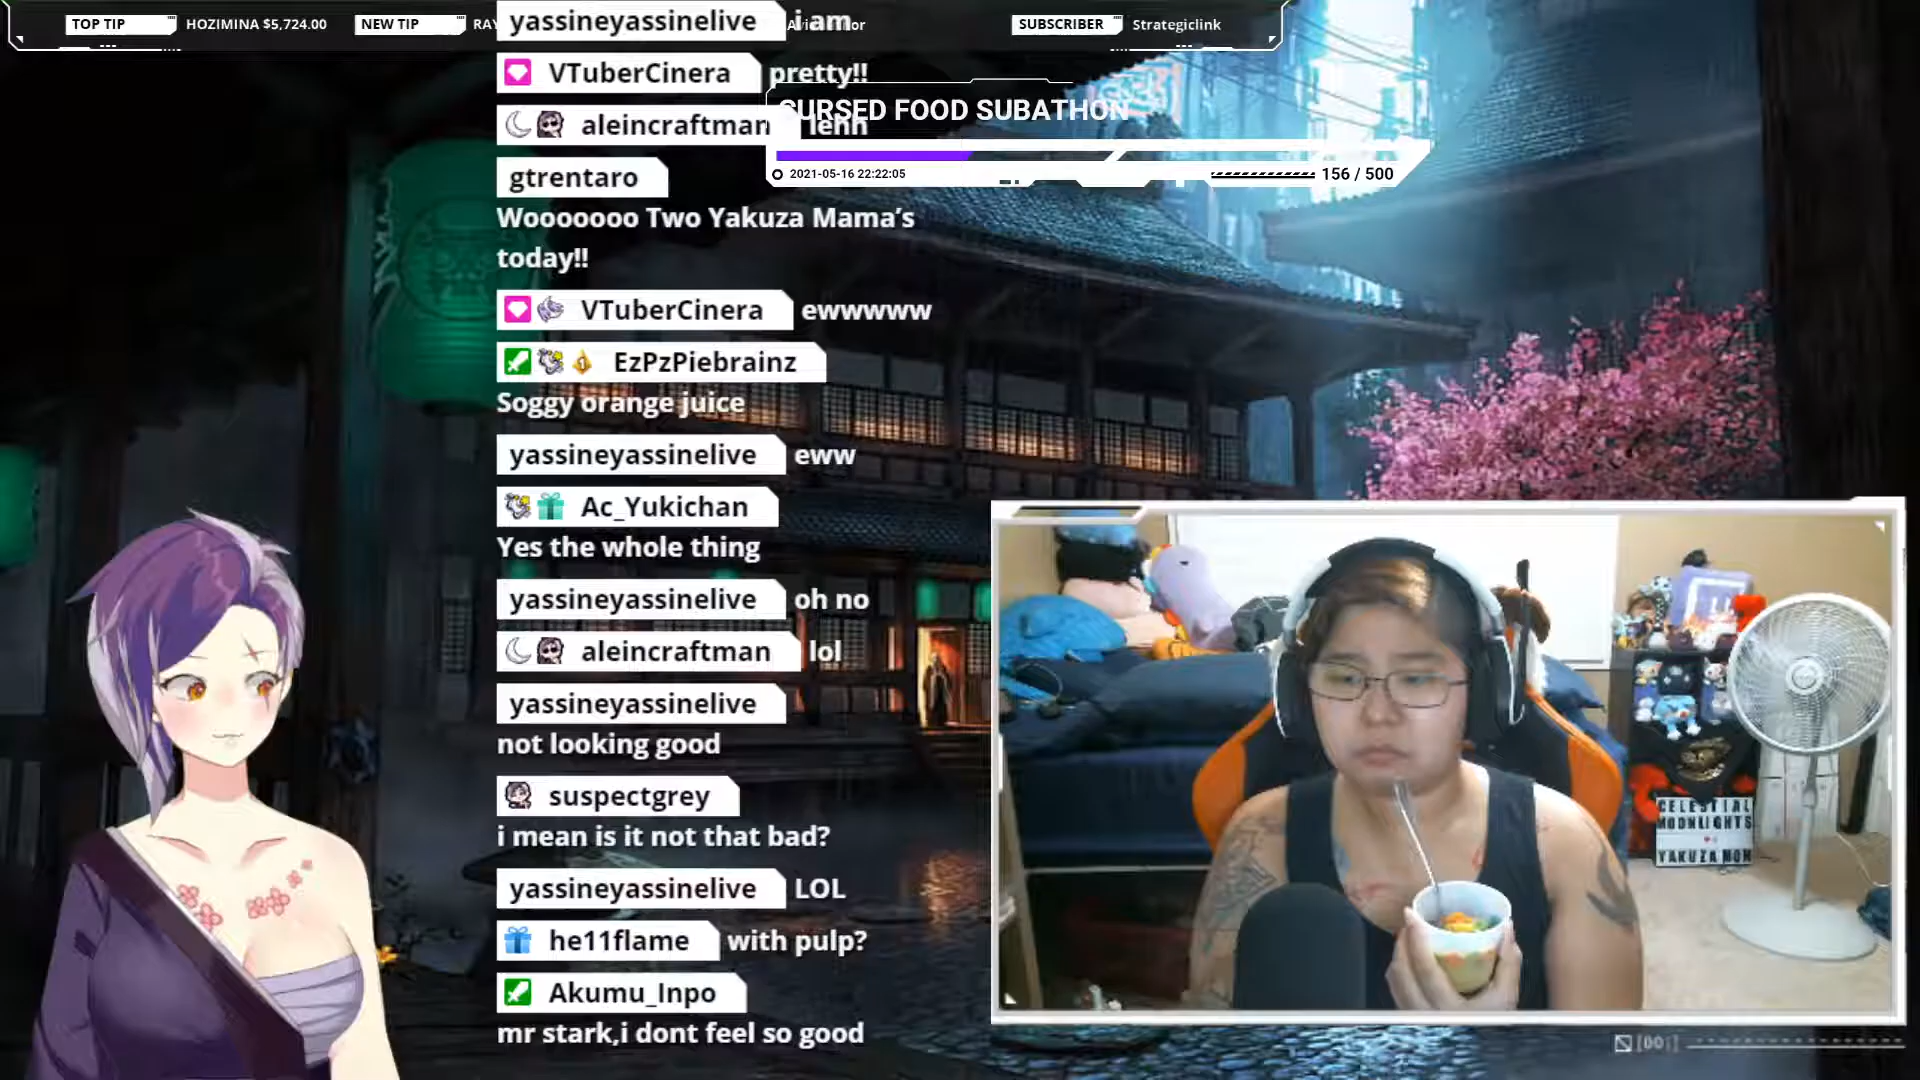 TOP TIP
HOZIMINA $5,724.00
NEW TIP
RAY
SUBSCRIBER
Strategiclink
yassineyassinelive i am
VTuberCinera pretty!!
CURSED FOOD SUBATHON
aleincraftman
2021-05-16 22:22:05
156 / 500
gtrentaro
Wooooooo Two Yakuza Mama’s
today!!
VTuberCinera ewwwww
EzPzPiebrainz
Soggy orange juice
yassineyassinelive eww
Ac_Yukichan
Yes the whole thing
yassineyassinelive oh no
aleincraftman lol
yassineyassinelive
not looking good
suspectgrey
i mean is it not that bad?
yassineyassinelive LOL
he11flame with pulp?
Akumu_Inpo
mr stark,i dont feel so good
CELESTIAL
MOONLIGHTS
YAKUZA MOM